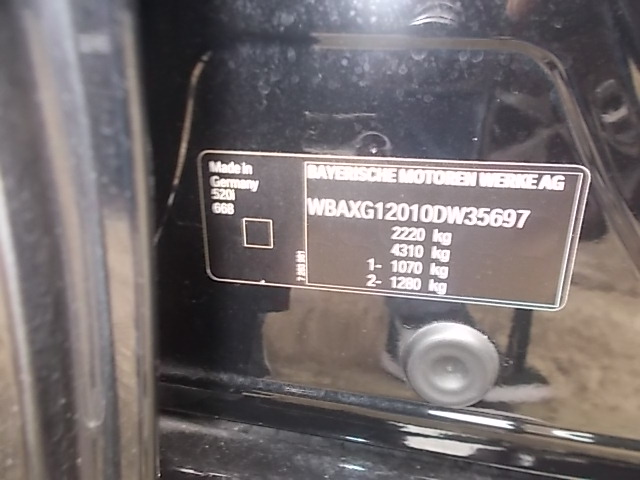 Made in
Germany
520i
668
BAYERISCHE MOTOREN WERKE AG
WBAXG12010DW35697
2220 kg
4310 kg
1- 1070 kg
2- 1280 kg